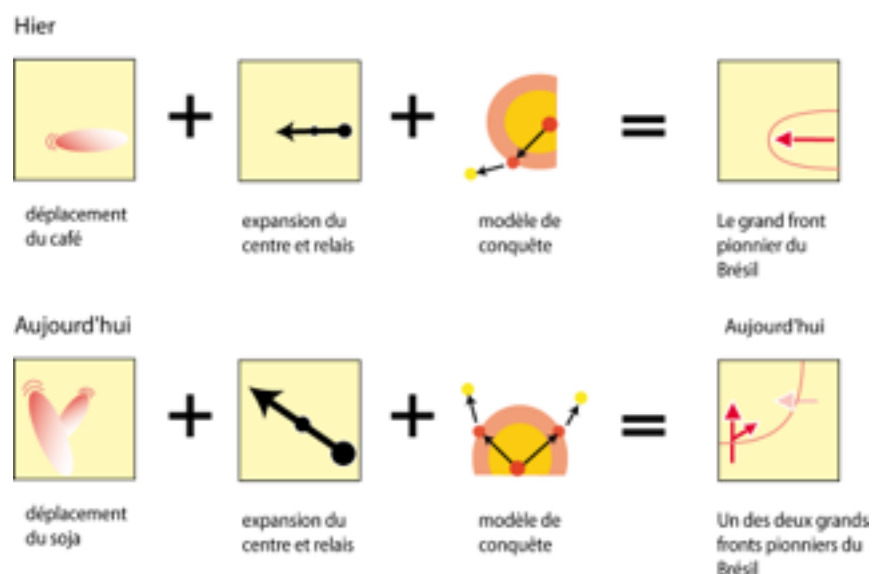 Hier
déplacement
du café
expansion du
centre et relais
modèle de
conquête
Le grand front
pionnier du
Brésil
Aujourd'hui
Aujourd'hui
déplacement
du soja
expansion du
centre et relais
modèle de
conquête
Un des deux grands
fronts pionniers du
Brésil